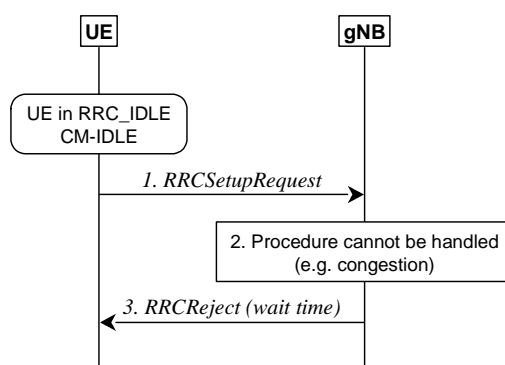 UE
gNB
UE in RRC_IDLE
CM-IDLE
1. RRCSetupRequest
2. Procedure cannot be handled
(e.g. congestion)
3. RRCReject (wait time)